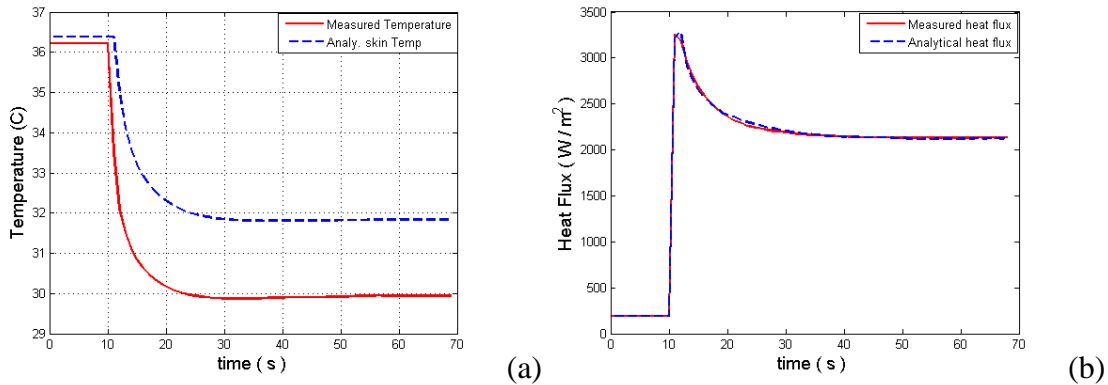 37
36
35
34
33
32
31
30
29
0 10 20 30 40 50 60 70
Temperature (C)
time ( s )
Measured Temperature
Analy. skin Temp
(a)
3500
3000
2500
2000
1500
1000
500
0
0 10 20 30 40 50 60 70
Heat Flux ( W / m²)
time ( s )
Measured heat flux
Analytical heat flux
(b)